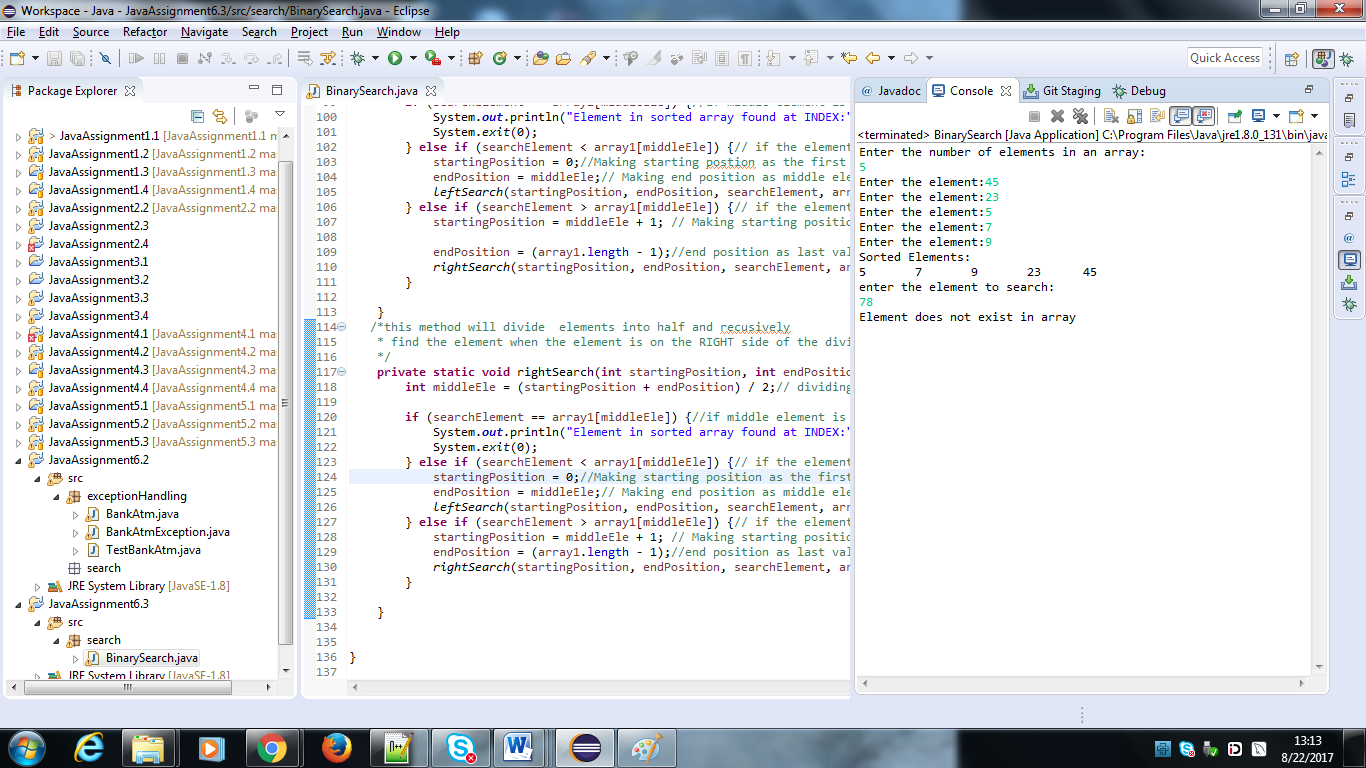 Workspace - Java - JavaAssignment6.3/src/search/BinarySearch.java - Eclipse
File Edit Source Refactor Navigate Search Project Run Window Help
Quick Access
Package Explorer
> JavaAssignment1.1 [JavaAssignment1.1 m
JavaAssignment1.2 [JavaAssignment1.2 mas
JavaAssignment1.3 [JavaAssignment1.3 mas
JavaAssignment1.4 [JavaAssignment1.4 mas
JavaAssignment2.2 [JavaAssignment2.2 mas
JavaAssignment2.3
JavaAssignment2.4
JavaAssignment3.1
JavaAssignment3.2
JavaAssignment3.3
JavaAssignment3.4
JavaAssignment4.1 [JavaAssignment4.1 mas
JavaAssignment4.2 [JavaAssignment4.2 mas
JavaAssignment4.3 [JavaAssignment4.3 mas
JavaAssignment4.4 [JavaAssignment4.4 mas
JavaAssignment5.1 [JavaAssignment5.1 mas
JavaAssignment5.2 [JavaAssignment5.2 mas
JavaAssignment5.3 [JavaAssignment5.3 mas
JavaAssignment6.2
src
exceptionHandling
BankAtm.java
BankAtmException.java
TestBankAtm.java
search
JRE System Library [JavaSE-1.8]
JavaAssignment6.3
src
search
BinarySearch.java
JRE System Library [JavaSE-1.8]
BinarySearch.java
100 System.out.println("Element in sorted array found at INDEX:"
101 System.exit(0);
102 } else if (searchElement < array1[middleEle]) {// if the element
103 startingPosition = 0;//Making starting postion as the first
104 endPosition = middleEle;// Making end position as middle ele
105 leftSearch(startingPosition, endPosition, searchElement, arr
106 } else if (searchElement > array1[middleEle]) {// if the element
107 startingPosition = middleEle + 1; // Making starting positio
108
109 endPosition = (array1.length - 1);//end position as last val
110 rightSearch(startingPosition, endPosition, searchElement, ar
111 }
112
113 }
114 /*this method will divide elements into half and recusively
115 * find the element when the element is on the RIGHT side of the divi
116 */
117 private static void rightSearch(int startingPosition, int endPositio
118 int middleEle = (startingPosition + endPosition) / 2;// dividing
119
120 if (searchElement == array1[middleEle]) {//if middle element is
121 System.out.println("Element in sorted array found at INDEX:"
122 System.exit(0);
123 } else if (searchElement < array1[middleEle]) {// if the element
124 startingPosition = 0;//Making starting position as the first
125 endPosition = middleEle;// Making end position as middle ele
126 leftSearch(startingPosition, endPosition, searchElement, arr
127 } else if (searchElement > array1[middleEle]) {// if the element
128 startingPosition = middleEle + 1; // Making starting positio
129 endPosition = (array1.length - 1);//end position as last val
130 rightSearch(startingPosition, endPosition, searchElement, ar
131 }
132
133 }
134
135
136 }
137
Javadoc Console Git Staging Debug
<terminated> BinarySearch [Java Application] C:\Program Files\Java\jre1.8.0_131\bin\java
Enter the number of elements in an array:
5
Enter the element:45
Enter the element:23
Enter the element:5
Enter the element:7
Enter the element:9
Sorted Elements:
5 7 9 23 45
enter the element to search:
78
Element does not exist in array
13:13
8/22/2017